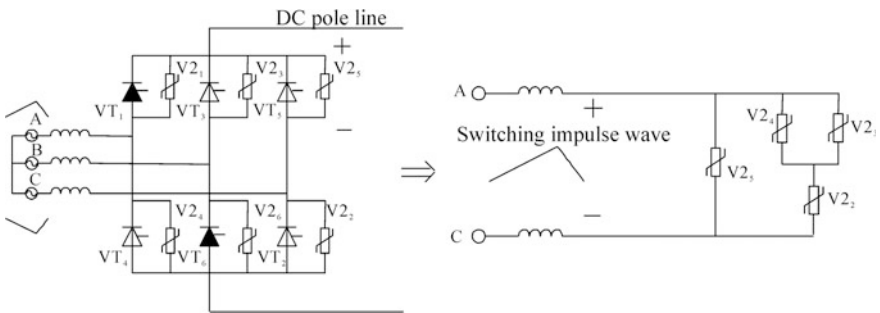 DC pole line
+
V2₁
V2₃
V2₅
VT₁
VT₃
VT₅
−
A
B
C
V2₄
V2₆
V2₂
VT₄
VT₆
VT₂
⇒
A
+
Switching impulse wave
−
C
V2₅
V2₄
V2₂